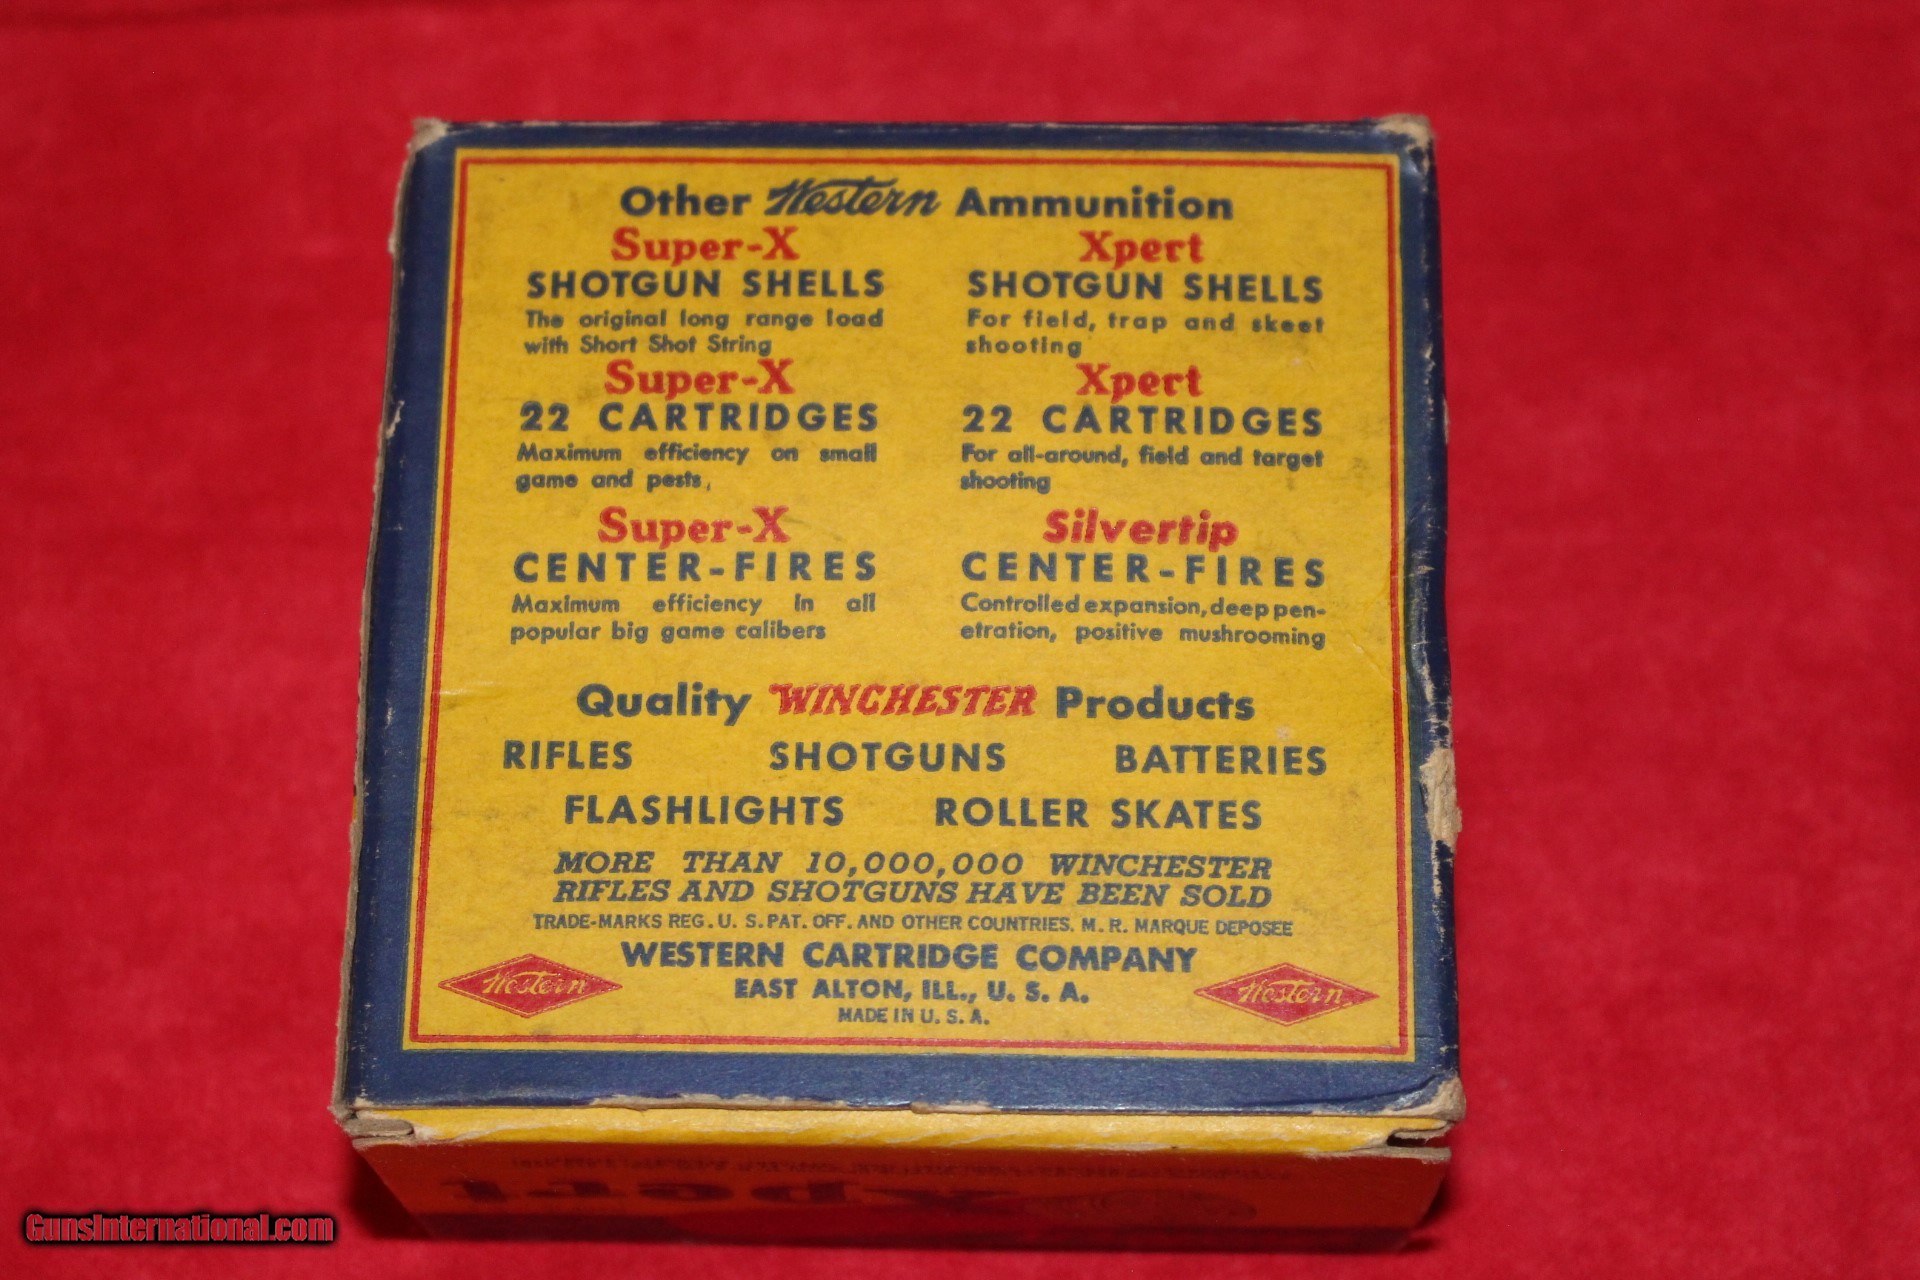 Other Western Ammunition
Super-X
SHOTGUN SHELLS
The original long range load
with Short Shot String
Xpert
SHOTGUN SHELLS
For field, trap and skeet
shooting
Super-X
22 CARTRIDGES
Maximum efficiency on small
game and pests,
Xpert
22 CARTRIDGES
For all-around, field and target
shooting
Super-X
CENTER-FIRES
Maximum efficiency in all
popular big game calibers
Silvertip
CENTER-FIRES
Controlled expansion, deep pen-
etration, positive mushrooming
Quality WINCHESTER Products
RIFLES SHOTGUNS BATTERIES
FLASHLIGHTS ROLLER SKATES
MORE THAN 10,000,000 WINCHESTER
RIFLES AND SHOTGUNS HAVE BEEN SOLD
TRADE-MARKS REG. U. S. PAT. OFF. AND OTHER COUNTRIES. M. R. MARQUE DEPOSEE
WESTERN CARTRIDGE COMPANY
Western
EAST ALTON, ILL., U. S. A.
Western
MADE IN U. S. A.
Xpert
GunsInternational.com